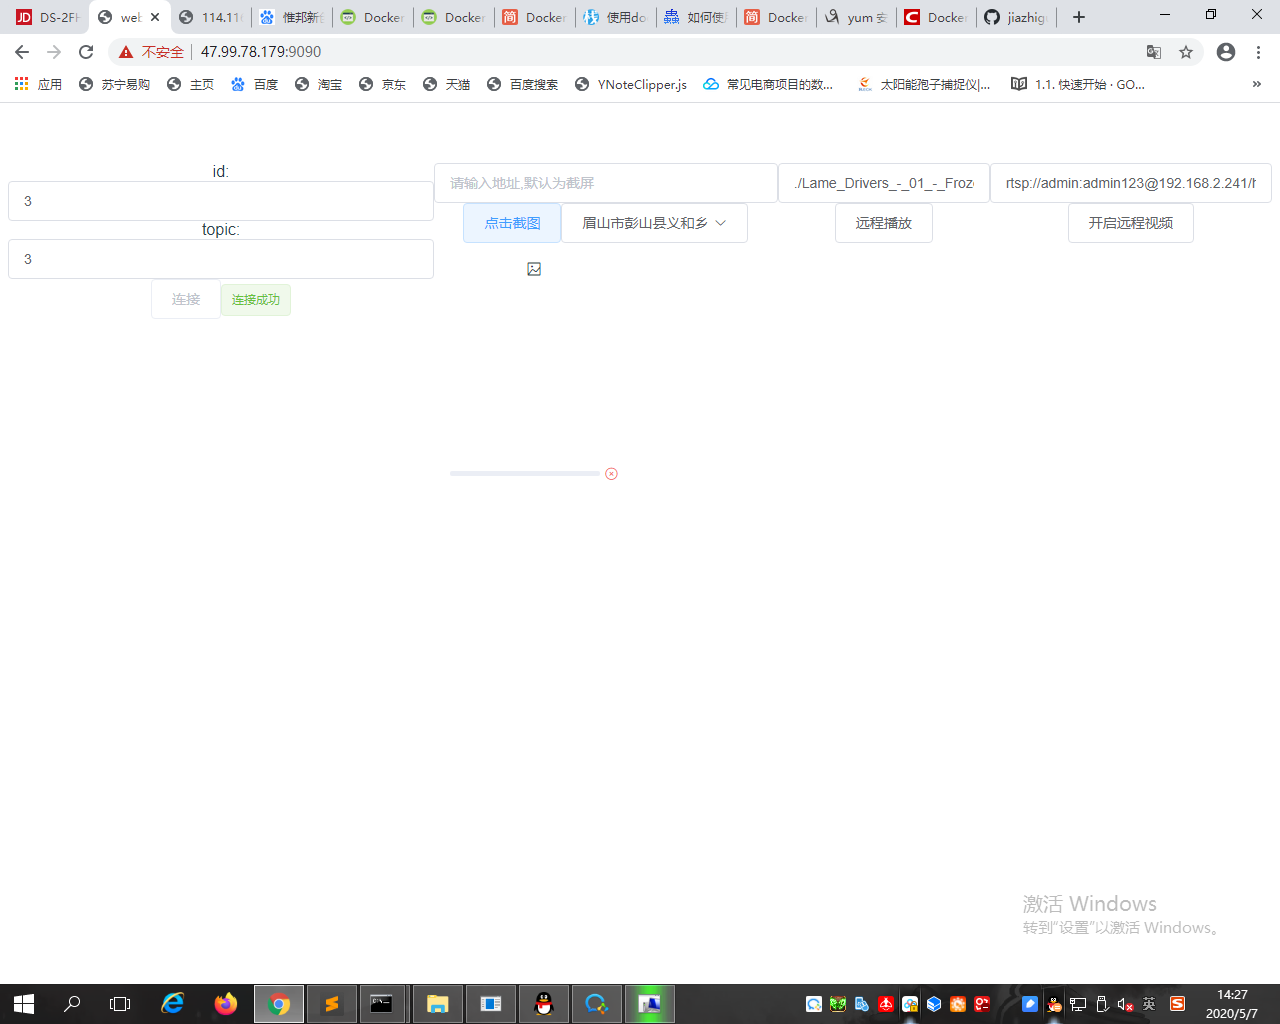 DS-2FH
web
114.116
惟邦新创
Docker
Docker
Docker
使用do
如何使用
Docker
yum 安
Docker
jiazhig
不安全 47.99.78.179:9090
应用 苏宁易购 主页 百度 淘宝 京东 天猫 百度搜索 YNoteClipper.js 常见电商项目的数... 太阳能孢子捕捉仪|... 1.1. 快速开始 · GO... »
id:
3
topic:
3
连接 连接成功
请输入地址,默认为截屏
点击截图 眉山市彭山县义和乡
./Lame_Drivers_-_01_-_Froze
远程播放
rtsp://admin:admin123@192.168.2.241/h
开启远程视频
激活 Windows
转到"设置"以激活 Windows。
英
14:27
2020/5/7